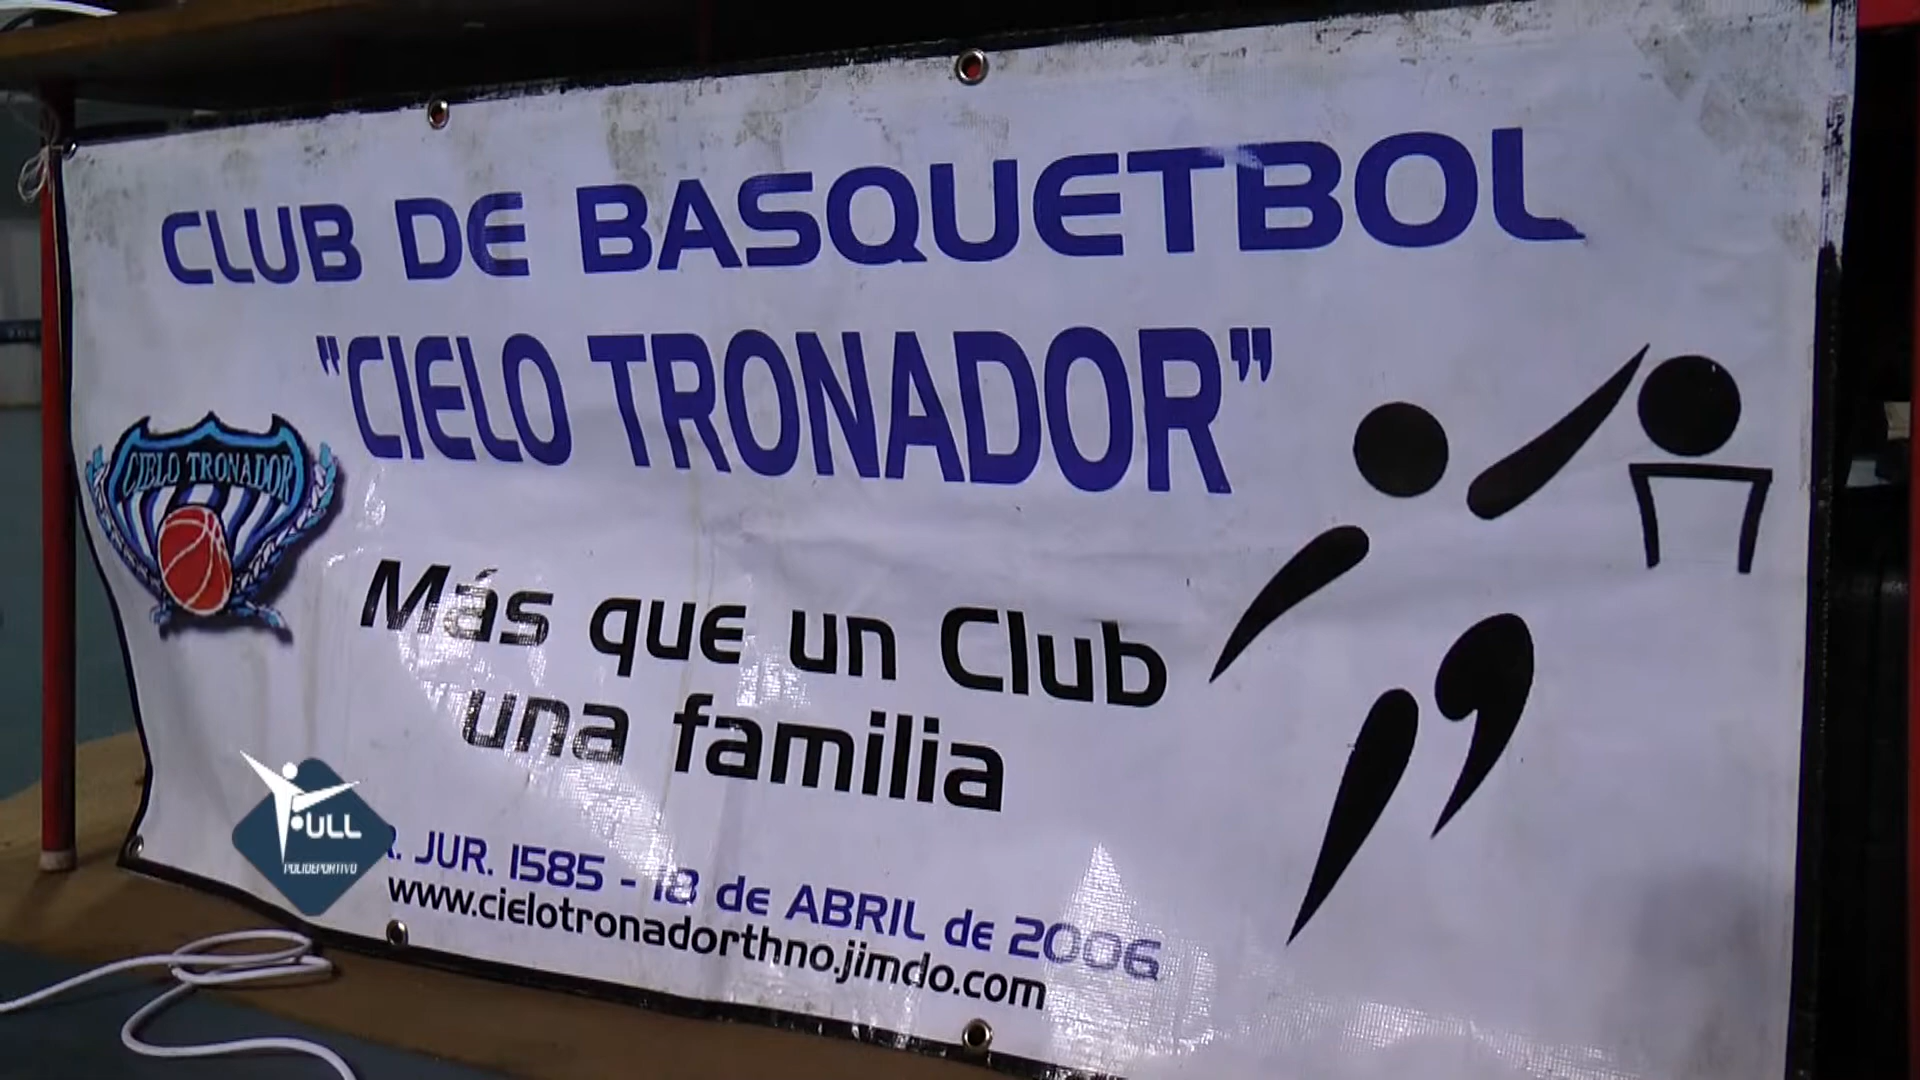 CLUB DE BASQUETBOL
"CIELO TRONADOR"
CIELO TRONADOR
Más que un Club
una familia
R. JUR. 1585 - 18 de ABRIL de 2006
www.cielotronadorthno.jimdo.com
FULL
POLIDEPORTIVO